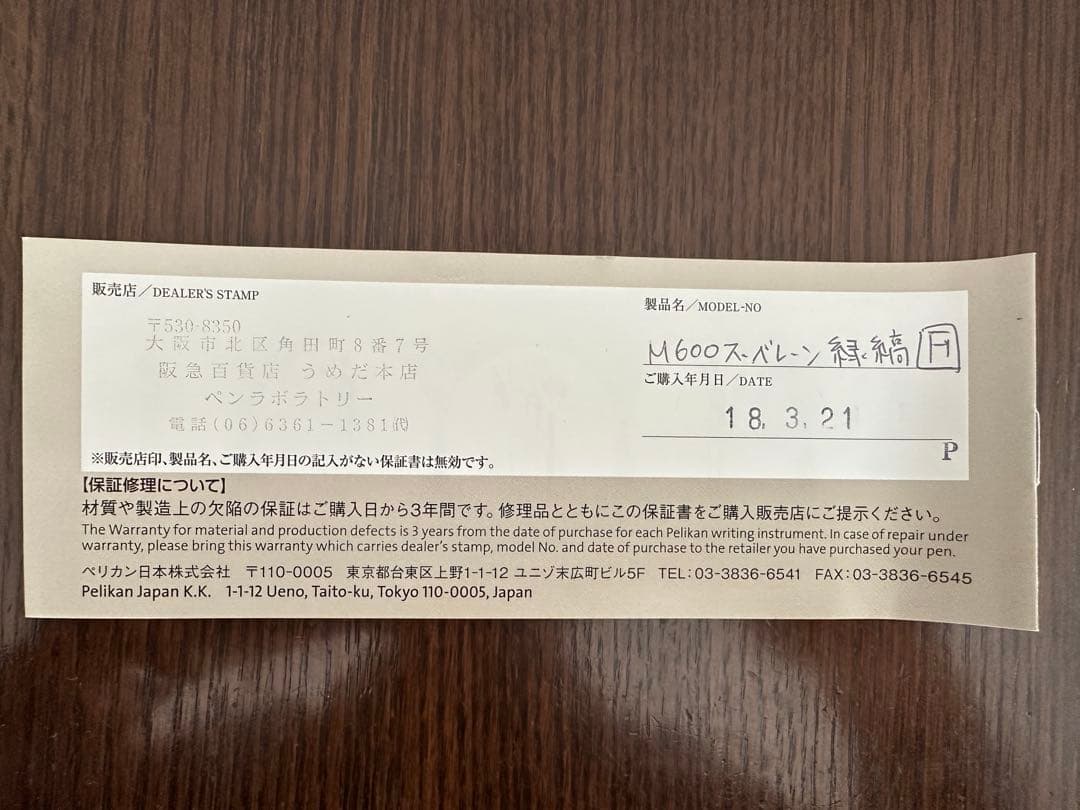 販売店／DEALER'S STAMP
〒530-8350
大阪市北区角田町8番7号
阪急百貨店 うめだ本店
ペンラボラトリー
電話(06)6361-1381㈹
※販売店印、製品名、ご購入年月日の記入がない保証書は無効です。
製品名／MODEL-NO
M600スーベレーン 緑縞 F
ご購入年月日／DATE
18. 3. 21
P
【保証修理について】
材質や製造上の欠陥の保証はご購入日から3年間です。修理品とともにこの保証書をご購入販売店にご提示ください。
The Warranty for material and production defects is 3 years from the date of purchase for each Pelikan writing instrument. In case of repair under
warranty, please bring this warranty which carries dealer's stamp, model No. and date of purchase to the retailer you have purchased your pen.
ペリカン日本株式会社 〒110-0005 東京都台東区上野1-1-12 ユニゾ末広町ビル5F TEL:03-3836-6541 FAX:03-3836-6545
Pelikan Japan K.K. 1-1-12 Ueno, Taito-ku, Tokyo 110-0005, Japan